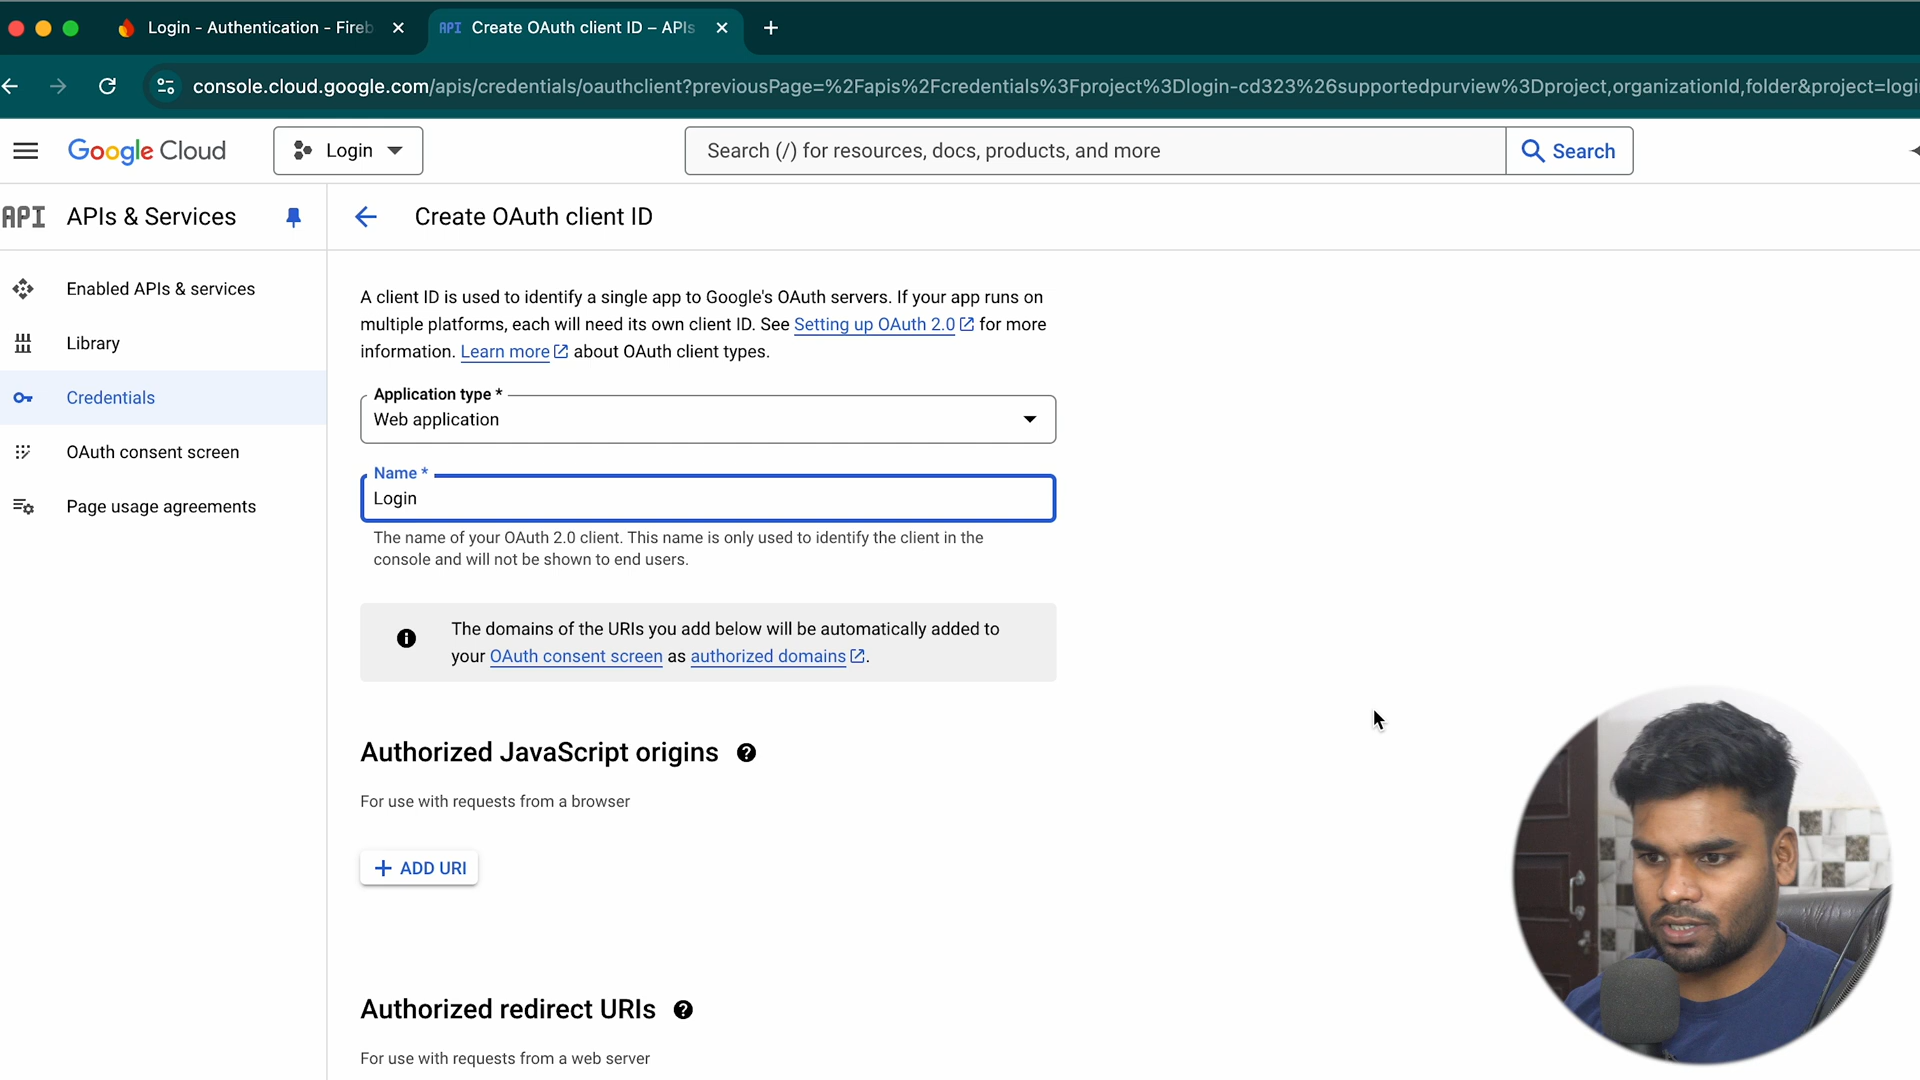 Login - Authentication - Fireb
API Create OAuth client ID – APIs
console.cloud.google.com/apis/credentials/oauthclient?previousPage=%2Fapis%2Fcredentials%3Fproject%3Dlogin-cd323%26supportedpurview%3Dproject,organizationId,folder&project=logi
Google Cloud
Login
Search (/) for resources, docs, products, and more
Search
API APIs & Services
Create OAuth client ID
Enabled APIs & services
Library
Credentials
OAuth consent screen
Page usage agreements
A client ID is used to identify a single app to Google's OAuth servers. If your app runs on
multiple platforms, each will need its own client ID. See Setting up OAuth 2.0 for more
information. Learn more about OAuth client types.
Application type *
Web application
Name *
Login
The name of your OAuth 2.0 client. This name is only used to identify the client in the
console and will not be shown to end users.
The domains of the URIs you add below will be automatically added to
your OAuth consent screen as authorized domains.
Authorized JavaScript origins
For use with requests from a browser
+ ADD URI
Authorized redirect URIs
For use with requests from a web server